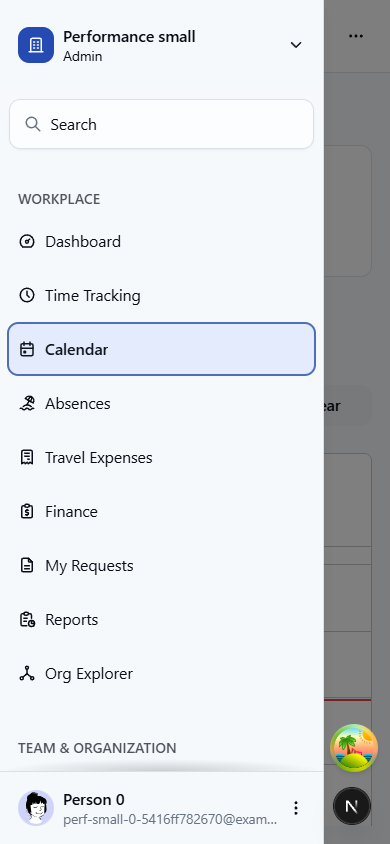 Performance small
Admin
Search
WORKPLACE
Dashboard
Time Tracking
Calendar
ear
Absences
Travel Expenses
Finance
My Requests
Reports
Org Explorer
TEAM & ORGANIZATION
Person 0
perf-small-0-5416ff782670@exam...
N